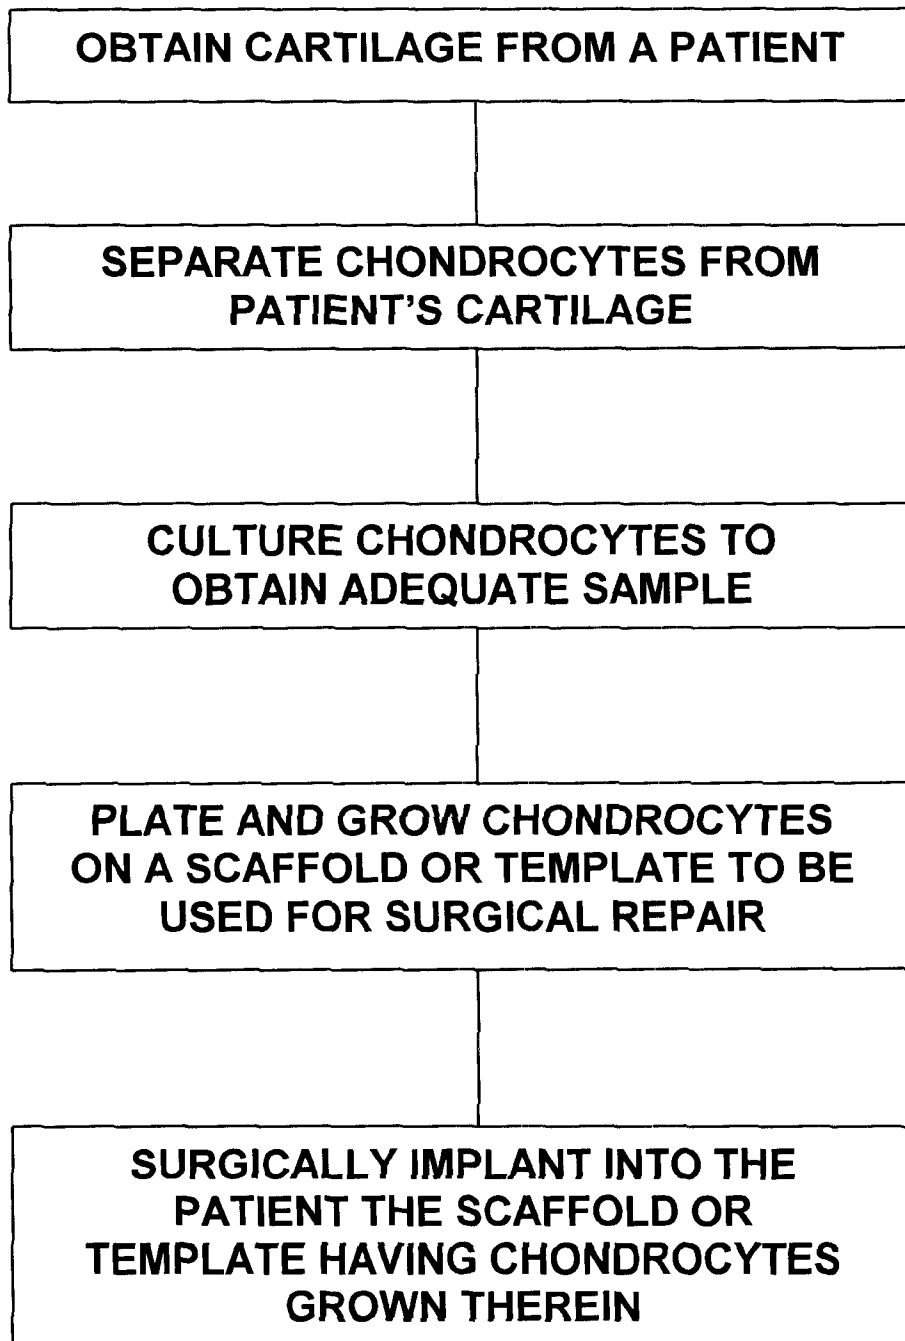 OBTAIN CARTILAGE FROM A PATIENT
SEPARATE CHONDROCYTES FROM
PATIENT'S CARTILAGE
CULTURE CHONDROCYTES TO
OBTAIN ADEQUATE SAMPLE
PLATE AND GROW CHONDROCYTES
ON A SCAFFOLD OR TEMPLATE TO BE
USED FOR SURGICAL REPAIR
SURGICALLY IMPLANT INTO THE
PATIENT THE SCAFFOLD OR
TEMPLATE HAVING CHONDROCYTES
GROWN THEREIN